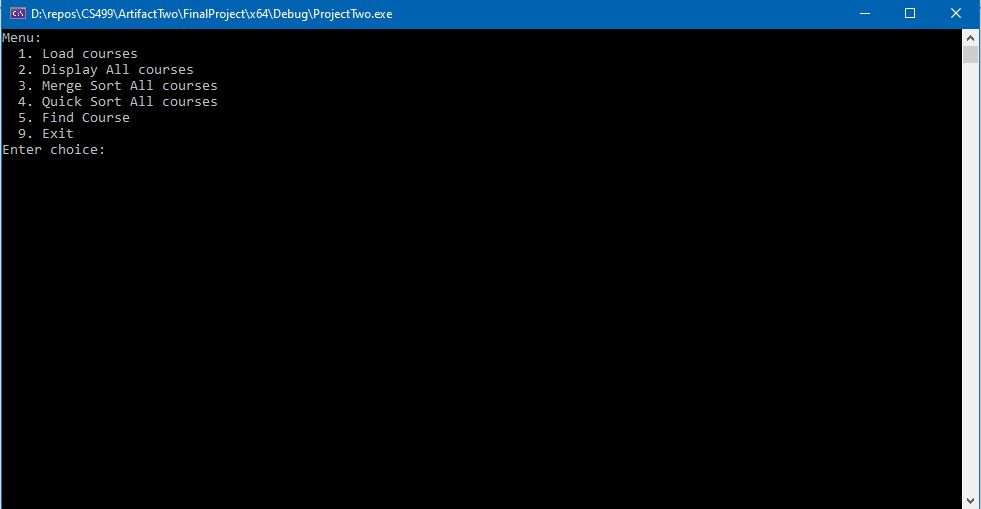 D:\repos\CS499\ArtifactTwo\FinalProject\x64\Debug\ProjectTwo.exe
Menu:
  1. Load courses
  2. Display All courses
  3. Merge Sort All courses
  4. Quick Sort All courses
  5. Find Course
  9. Exit
Enter choice: